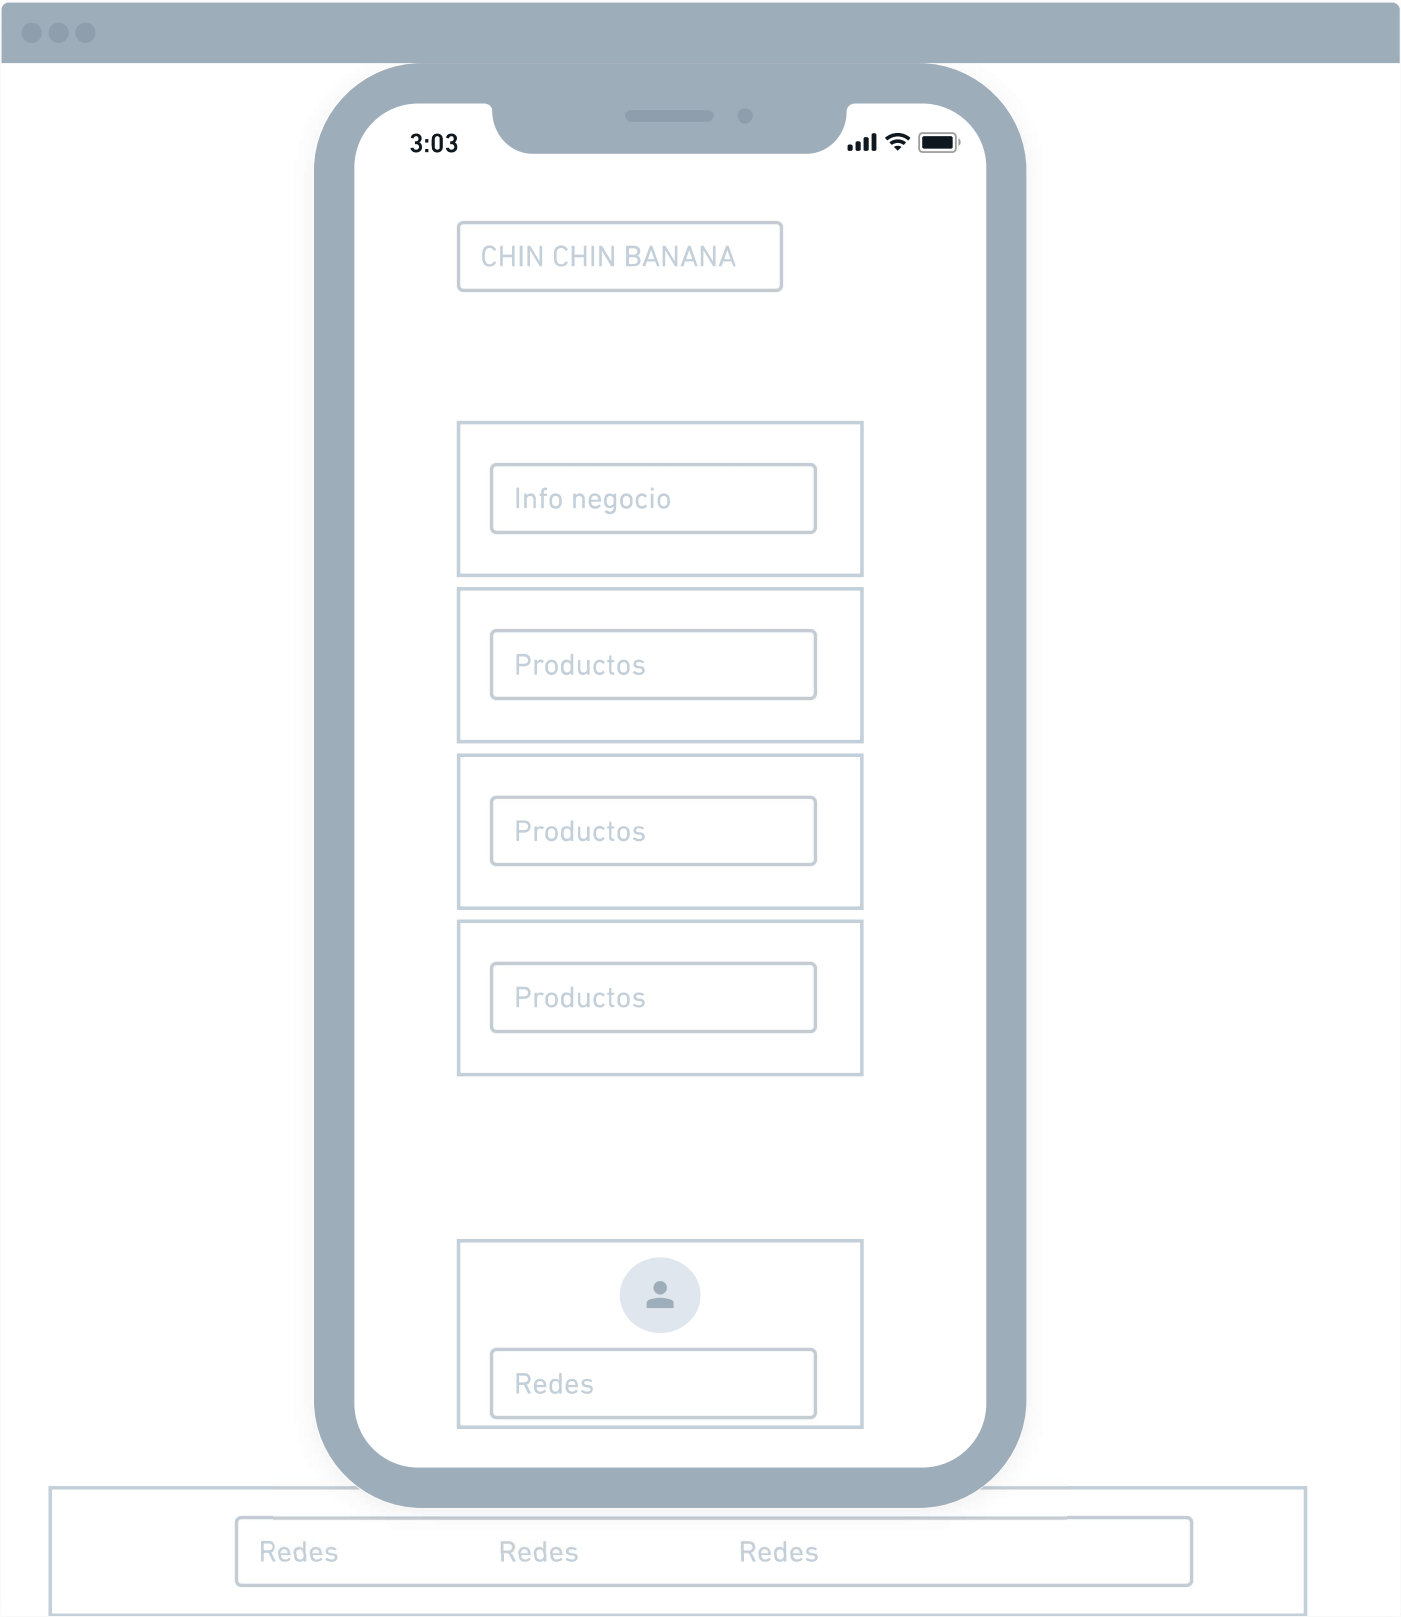 3:03
CHIN CHIN BANANA
Info negocio
Productos
Productos
Productos
Redes
Redes Redes Redes